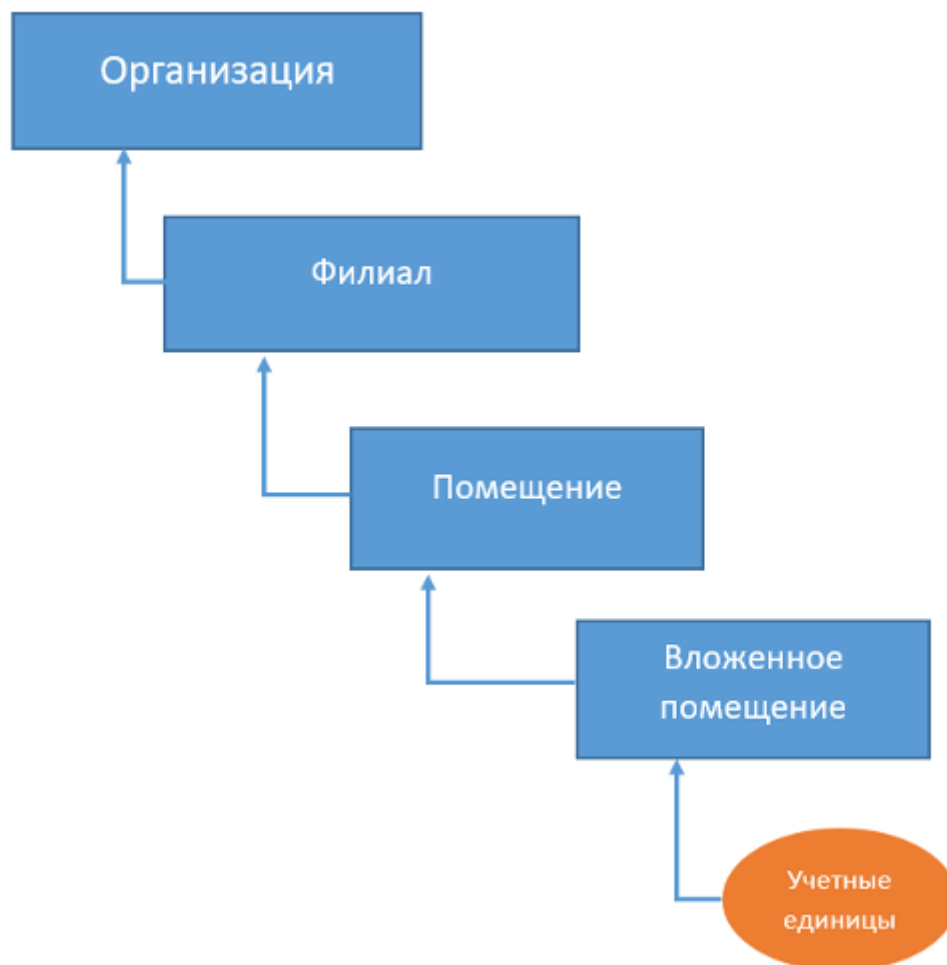 Организация
Филиал
Помещение
Вложенное
помещение
Учетные
единицы